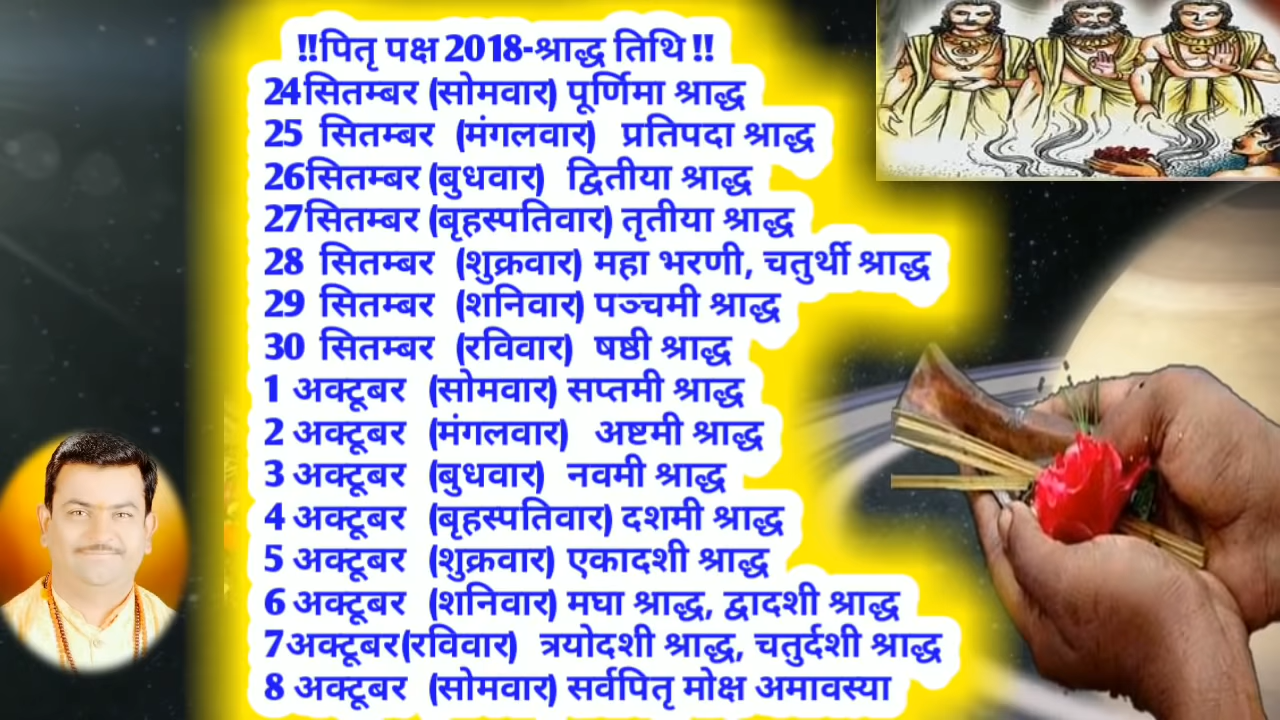 !!पितृ पक्ष 2018-श्राद्ध तिथि !!
24सितम्बर (सोमवार) पूर्णिमा श्राद्ध
25 सितम्बर (मंगलवार) प्रतिपदा श्राद्ध
26सितम्बर (बुधवार) द्वितीया श्राद्ध
27सितम्बर (बृहस्पतिवार) तृतीया श्राद्ध
28 सितम्बर (शुक्रवार) महा भरणी, चतुर्थी श्राद्ध
29 सितम्बर (शनिवार) पञ्चमी श्राद्ध
30 सितम्बर (रविवार) षष्ठी श्राद्ध
1 अक्टूबर (सोमवार) सप्तमी श्राद्ध
2 अक्टूबर (मंगलवार) अष्टमी श्राद्ध
3 अक्टूबर (बुधवार) नवमी श्राद्ध
4 अक्टूबर (बृहस्पतिवार) दशमी श्राद्ध
5 अक्टूबर (शुक्रवार) एकादशी श्राद्ध
6 अक्टूबर (शनिवार) मघा श्राद्ध, द्वादशी श्राद्ध
7अक्टूबर(रविवार) त्रयोदशी श्राद्ध, चतुर्दशी श्राद्ध
8 अक्टूबर (सोमवार) सर्वपितृ मोक्ष अमावस्या